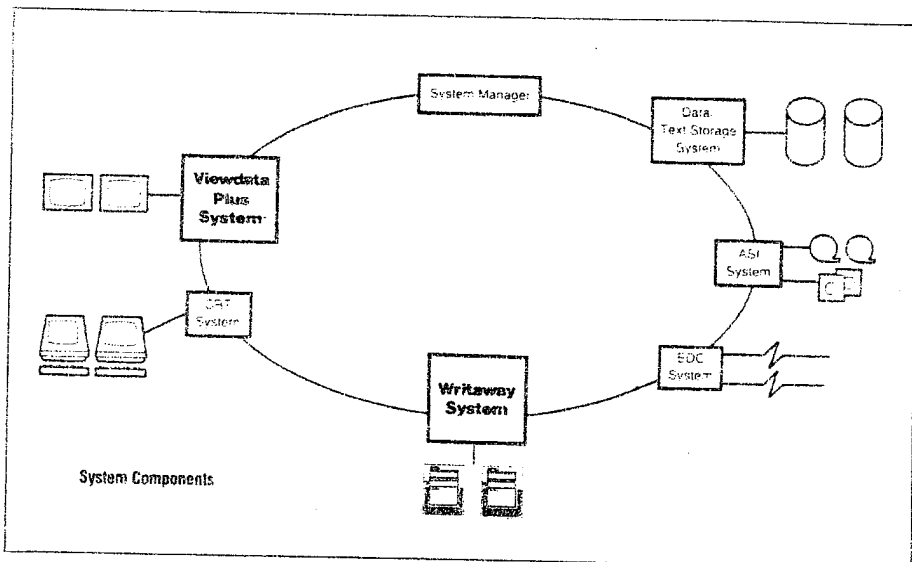 System Manager
Data
Text Storage
System
Viewdata
Plus
System
ASI
System
CRT
System
EDC
System
Writaway
System
System Components